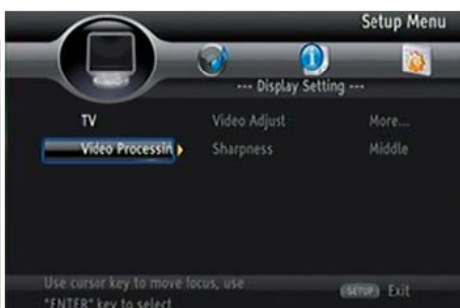 Setup Menu
--- Display Setting ---
TV Video Adjust More...
Video Processin Sharpness Middle
Use cursor key to move focus, use
"ENTER" key to select
SETUP Exit